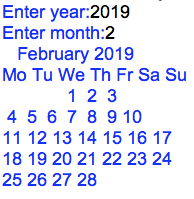 Enter year:2019
Enter month:2
   February 2019
Mo Tu We Th Fr Sa Su
             1  2  3
 4  5  6  7  8  9 10
11 12 13 14 15 16 17
18 19 20 21 22 23 24
25 26 27 28